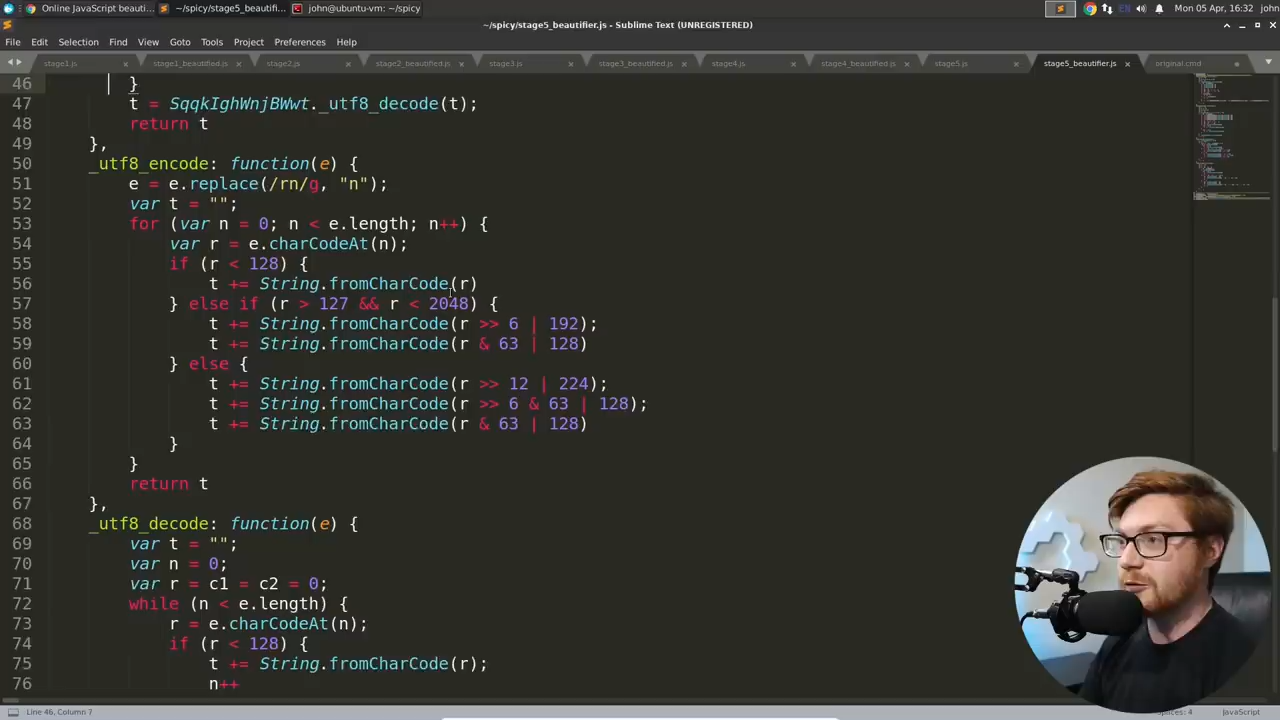 Online JavaScript beauti... ~/spicy/stage5_beautifi... john@ubuntu-vm: ~/spicy EN Mon 05 Apr, 16:32 john
~/spicy/stage5_beautifier.js - Sublime Text (UNREGISTERED)
File Edit Selection Find View Goto Tools Project Preferences Help
stage1.js stage1_beautified.js stage2.js stage2_beautified.js stage3.js stage3_beautified.js stage4.js stage4_beautified.js stage5.js stage5_beautifier.js original.cmd
46 }
47 t = SqqkIghWnjBWwt._utf8_decode(t);
48 return t
49 },
50 _utf8_encode: function(e) {
51 e = e.replace(/rn/g, "n");
52 var t = "";
53 for (var n = 0; n < e.length; n++) {
54 var r = e.charCodeAt(n);
55 if (r < 128) {
56 t += String.fromCharCode(r)
57 } else if (r > 127 && r < 2048) {
58 t += String.fromCharCode(r >> 6 | 192);
59 t += String.fromCharCode(r & 63 | 128)
60 } else {
61 t += String.fromCharCode(r >> 12 | 224);
62 t += String.fromCharCode(r >> 6 & 63 | 128);
63 t += String.fromCharCode(r & 63 | 128)
64 }
65 }
66 return t
67 },
68 _utf8_decode: function(e) {
69 var t = "";
70 var n = 0;
71 var r = c1 = c2 = 0;
72 while (n < e.length) {
73 r = e.charCodeAt(n);
74 if (r < 128) {
75 t += String.fromCharCode(r);
76 n++
Line 46, Column 7 Spaces: 4 JavaScript